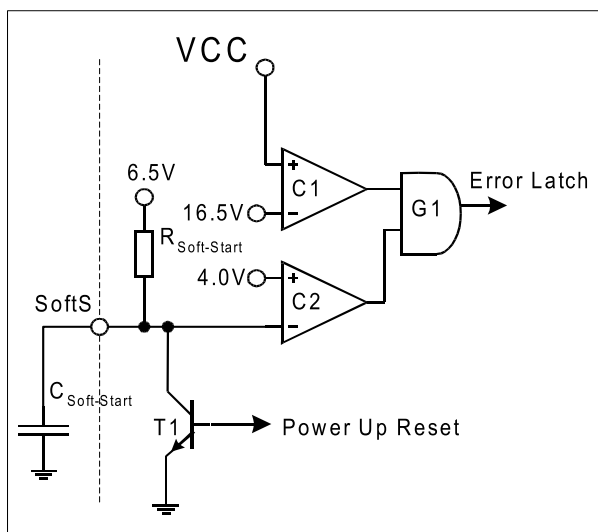 VCC
6.5V
+
C1
-
16.5V
G1
Error Latch
R Soft-Start
4.0V
+
C2
-
SoftS
C Soft-Start
T1
Power Up Reset